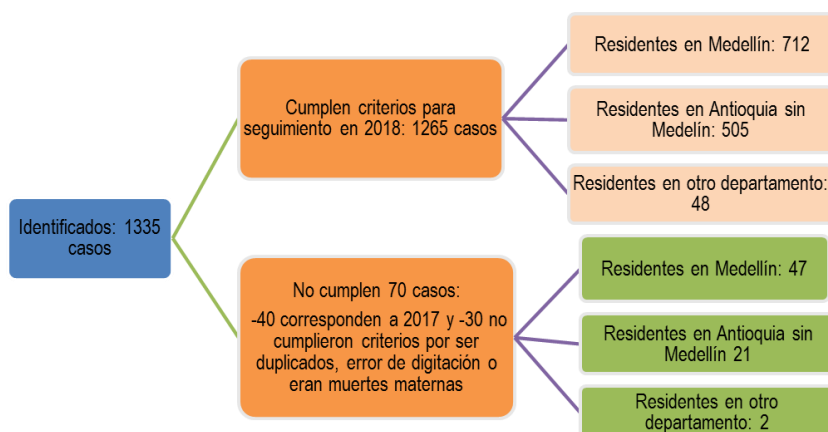 Identificados: 1335
casos
Cumplen criterios para
seguimiento en 2018: 1265 casos
Residentes en Medellín: 712
Residentes en Antioquia sin
Medelín: 505
Residentes en otro departamento:
48
No cumplen 70 casos:
-40 corresponden a 2017 y -30 no
cumplieron criterios por ser
duplicados, error de digitación o
eran muertes maternas
Residentes en Medellín: 47
Residentes en Antioquia sin
Medellín 21
Residentes en otro
departamento: 2